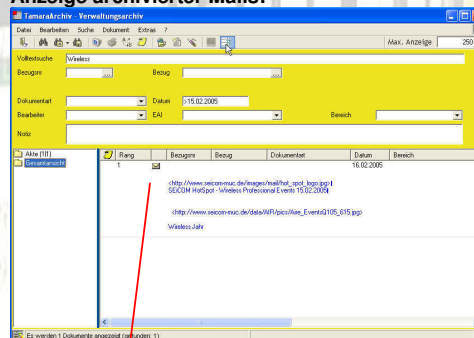 Anzeige archivierter Mails:
TamaraArchiv - Verwaltungsarchiv
Datei Bearbeiten Suche Dokument Extras ?
Max. Anzeige 250
Volltextsuche Wireless
Bezugsnr ... Bezug ...
Dokumentart Datum >15.02.2005
Bearbeiter EAI Bereich
Notiz
Akte (1|1) Rang Bezugsnr Bezug Dokumentart Datum Bereich
Gesamtansicht 1 16.02.2005
<http://www.seicom-muc.de/images/mail/hot_spot_logo.jpg>
SEiCOM HotSpot - Wireless Professional Events 15.02.2005
<http://www.seicom-muc.de/data/AIR/pics/Aire_EventsQ105_615.jpg>
Wireless Jahr
Es werden 1 Dokumente angezeigt (gefunden: 1)